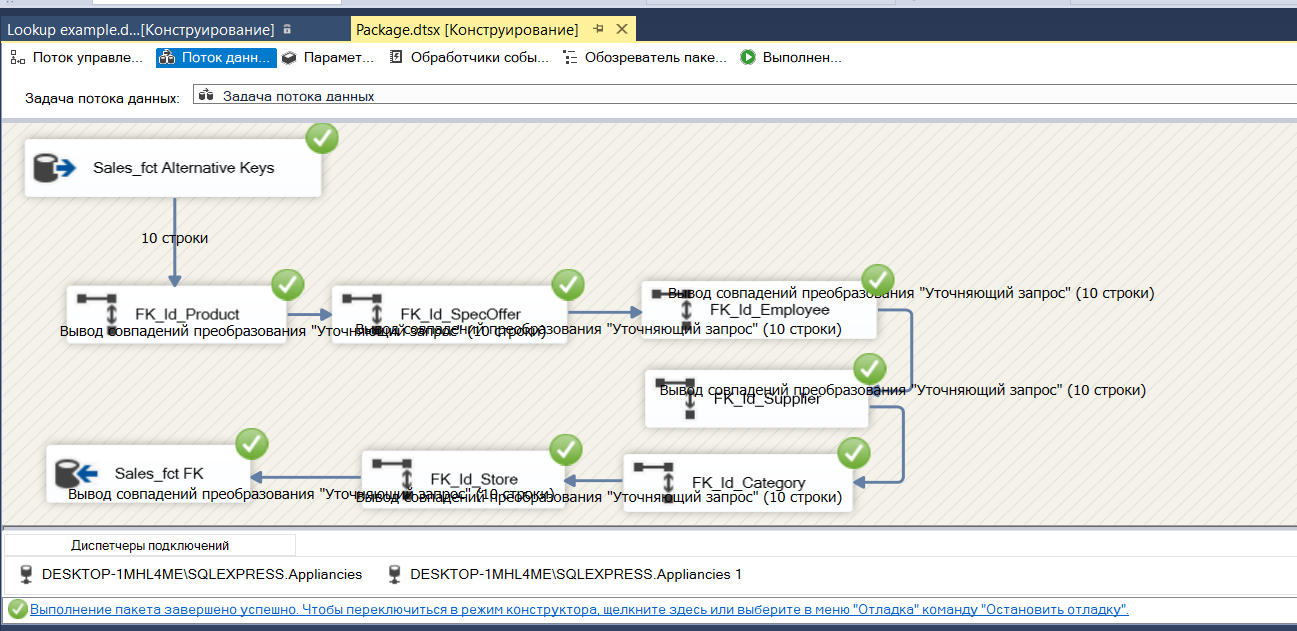 Lookup example.d...[Конструирование]
Package.dtsx [Конструирование]
Поток управле...
Поток данн...
Парамет...
Обработчики собы...
Обозреватель паке...
Выполнен...
Задача потока данных:
Задача потока данных
Sales_fct Alternative Keys
10 строки
FK_Id_Product
Вывод совпадений преобразования "Уточняющий запрос" (10 строки)
FK_Id_SpecOffer
Вывод совпадений преобразования "Уточняющий запрос" (10 строки)
Вывод совпадений преобразования "Уточняющий запрос" (10 строки)
FK_Id_Employee
Вывод совпадений преобразования "Уточняющий запрос" (10 строки)
FK_Id_Supplier
Sales_fct FK
Вывод совпадений преобразования "Уточняющий запрос" (10 строки)
FK_Id_Store
Вывод совпадений преобразования "Уточняющий запрос" (10 строки)
FK_Id_Category
Диспетчеры подключений
DESKTOP-1MHL4ME\SQLEXPRESS.Appliancies
DESKTOP-1MHL4ME\SQLEXPRESS.Appliancies 1
Выполнение пакета завершено успешно. Чтобы переключиться в режим конструктора, щелкните здесь или выберите в меню "Отладка" команду "Остановить отладку".